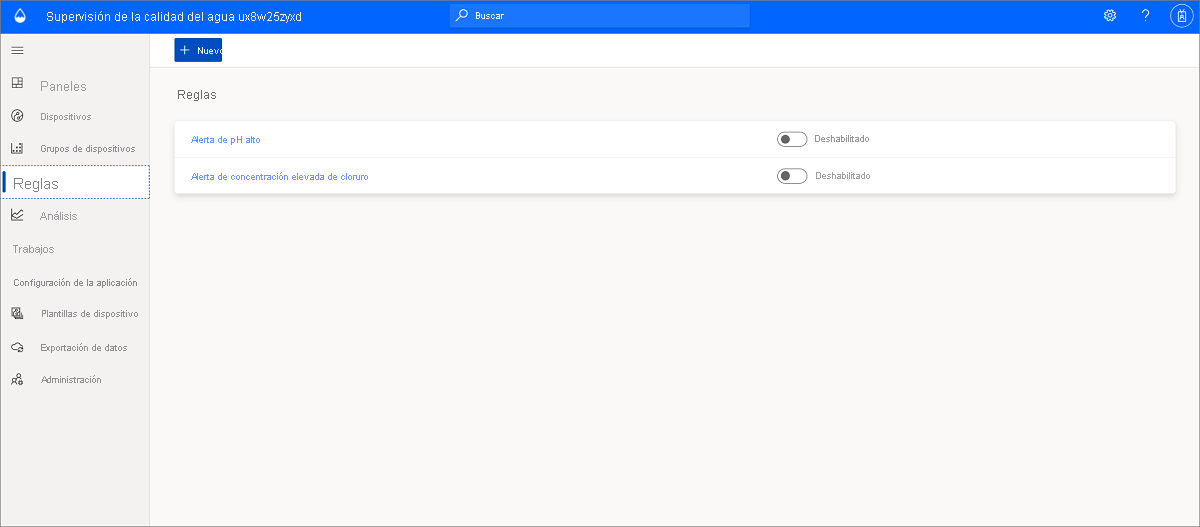 Supervisión de la calidad del agua ux8w25zyxd
Buscar
?
Nuevo
Paneles
Dispositivos
Grupos de dispositivos
Reglas
Análisis
Trabajos
Configuración de la aplicación
Plantillas de dispositivo
Exportación de datos
Administración
Reglas
Alerta de pH alto
Deshabilitado
Alerta de concentración elevada de cloruro
Deshabilitado